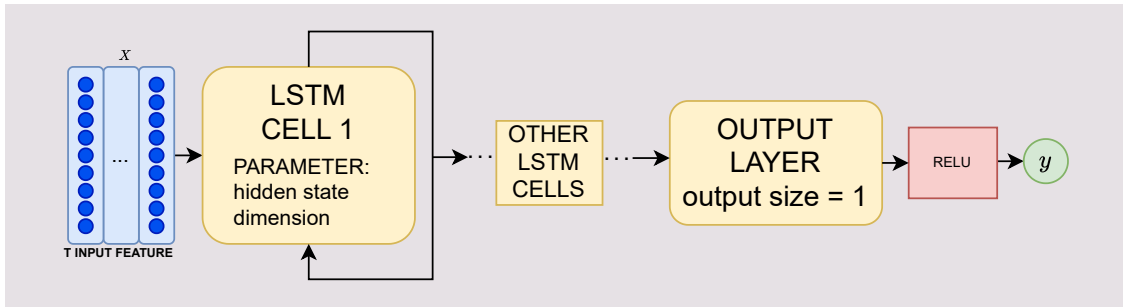 X
...
T INPUT FEATURE
LSTM
CELL 1
PARAMETER:
hidden state
dimension
...
OTHER
LSTM
CELLS
...
OUTPUT
LAYER
output size = 1
RELU
y